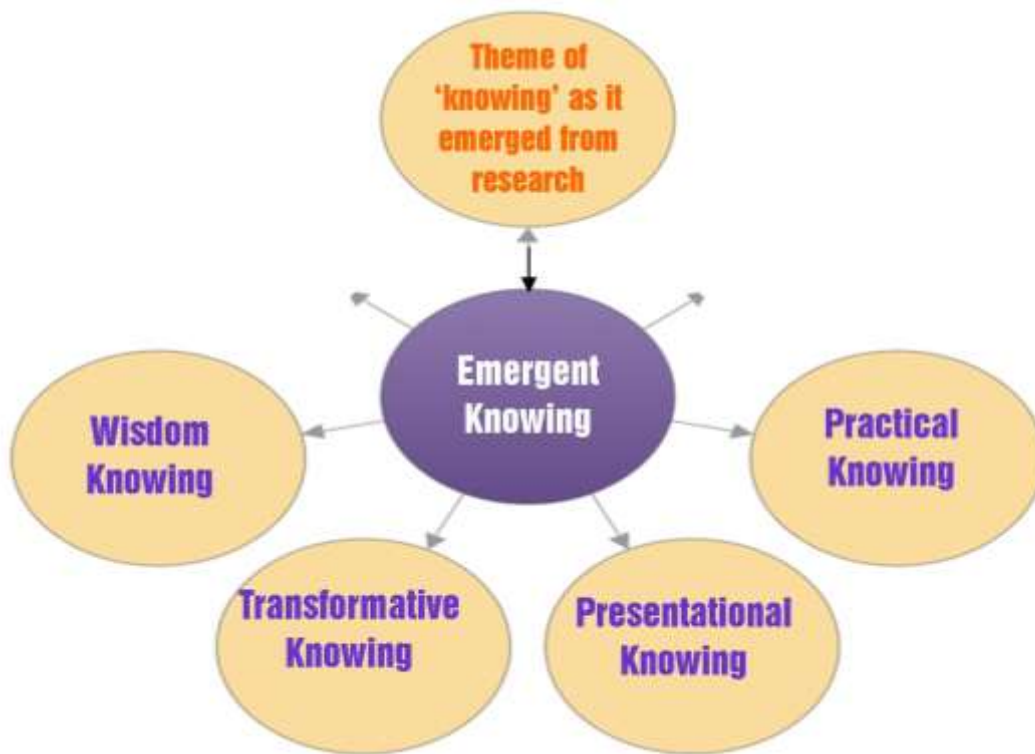 Theme of
‘knowing’ as it
emerged from
research
Emergent
Knowing
Wisdom
Knowing
Practical
Knowing
Transformative
Knowing
Presentational
Knowing